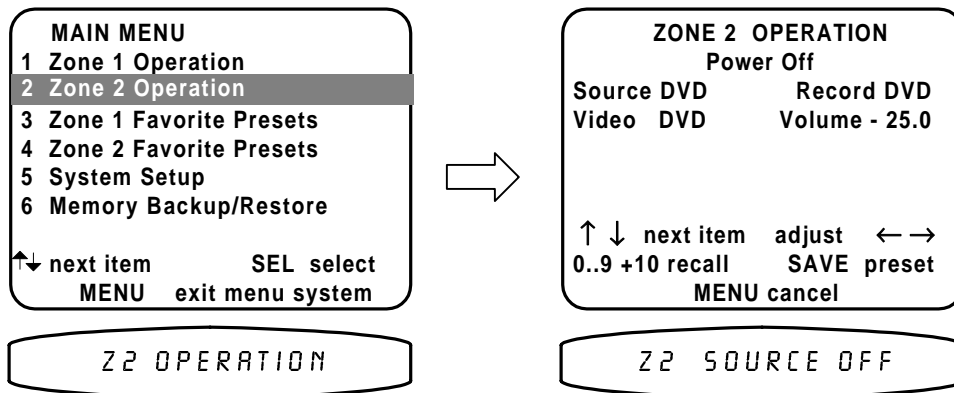 MAIN MENU
1 Zone 1 Operation
2 Zone 2 Operation
3 Zone 1 Favorite Presets
4 Zone 2 Favorite Presets
5 System Setup
6 Memory Backup/Restore
↑↓ next item SEL select
MENU exit menu system
Z2 OPERATION
ZONE 2 OPERATION
Power Off
Source DVD Record DVD
Video DVD Volume - 25.0
↑ ↓ next item adjust ← →
0..9 +10 recall SAVE preset
MENU cancel
Z2 SOURCE OFF